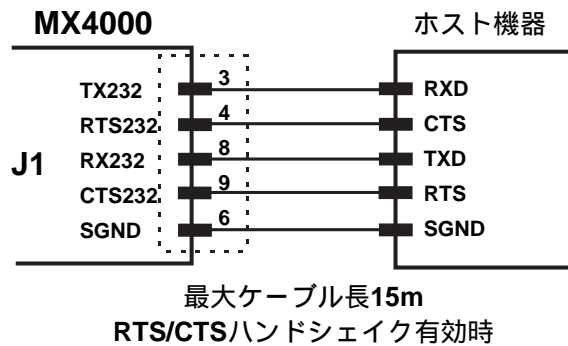 MX4000
ホスト機器
TX232 3 RXD
RTS232 4 CTS
J1
RX232 8 TXD
CTS232 9 RTS
SGND 6 SGND
最大ケーブル長15m
RTS/CTSハンドシェイク有効時